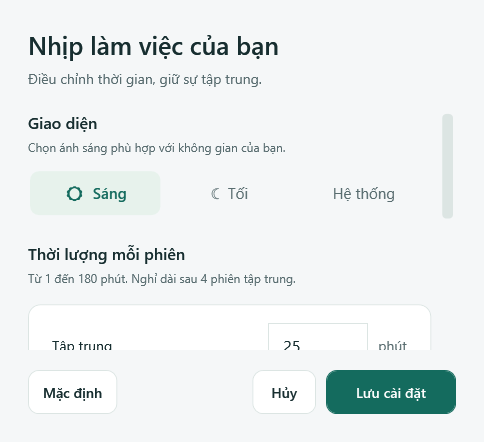 Nhịp làm việc của bạn
Điều chỉnh thời gian, giữ sự tập trung.
Giao diện
Chọn ánh sáng phù hợp với không gian của bạn.
Sáng
Tối
Hệ thống
Thời lượng mỗi phiên
Từ 1 đến 180 phút. Nghỉ dài sau 4 phiên tập trung.
Tập trung 25 phút
Mặc định
Hủy
Lưu cài đặt